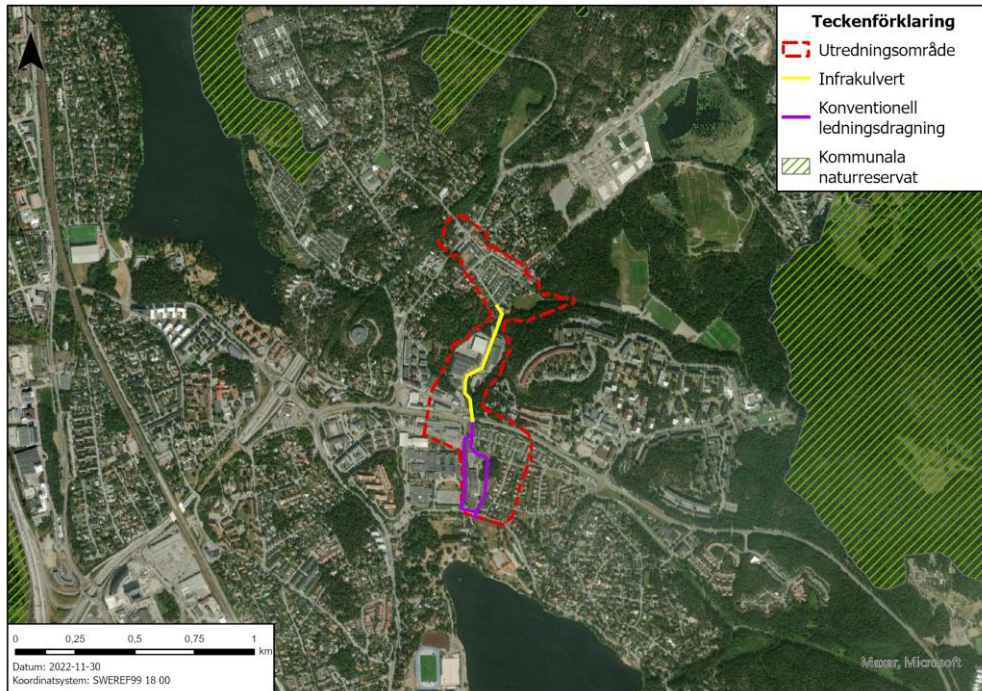 Teckenförklaring
Utredningsområde
Infrakulvert
Konventionell
ledningsdragning
Kommunala
naturreservat
0 0,25 0,5 0,75 1
km
Datum: 2022-11-30
Koordinatsystem: SWEREF99 18 00
Maxar, Microsoft